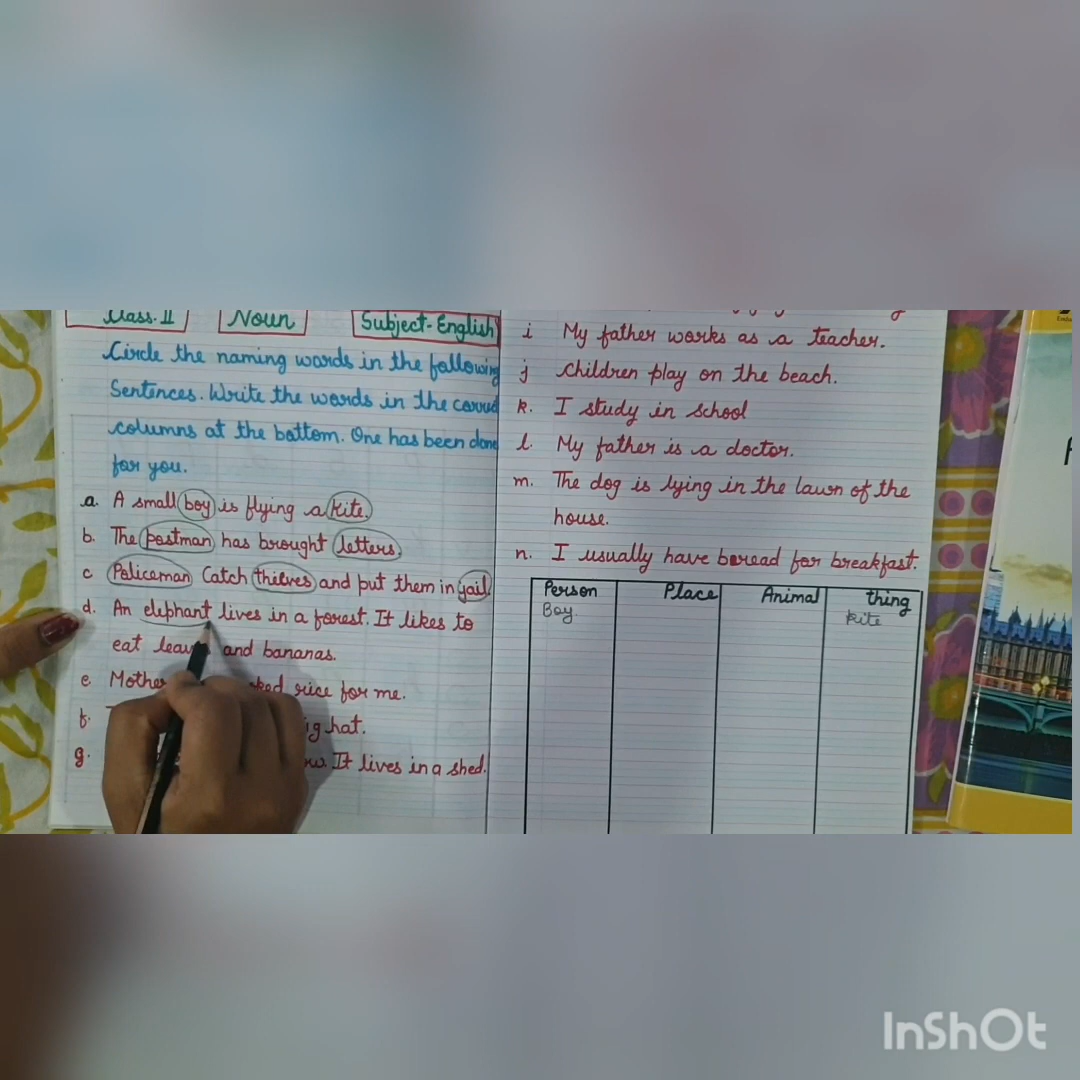 Class-II Noun Subject-English
Circle the naming words in the following
Sentences. Write the words in the
columns at the bottom. One has been done
for you.
a. A small boy is flying a kite.
b. The postman has brought letters.
c Policeman Catch thieves and put them in jail.
d. An elephant lives in a forest. It likes to
eat and bananas.
e. Mother rice for me.
f. hat.
g. It lives in a shed.
i My father works as a teacher.
j children play on the beach.
k. I study in school
l. My father is a doctor.
m. The dog is lying in the lawn of the
house.
n. I usually have bread for breakfast.
Person Place Animal thing
Boy. kite
InShOt